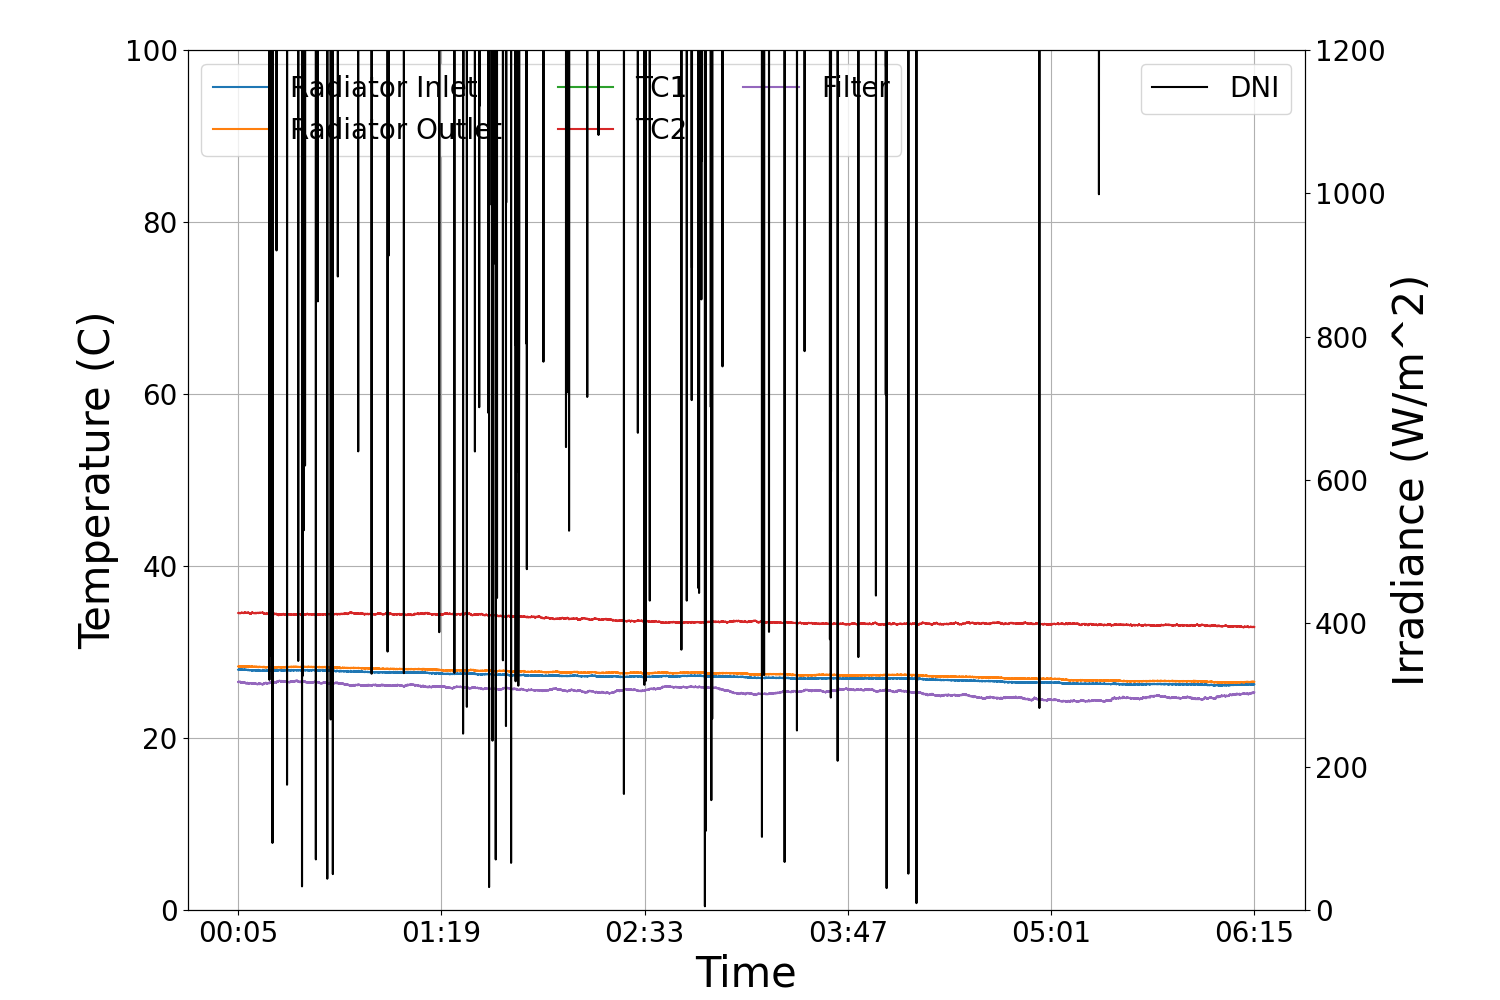 100
80
60
40
20
0
Temperature (C)
Radiator Inlet
Radiator Outlet
TC1
TC2
Filter
DNI
1200
1000
800
600
400
200
0
Irradiance (W/m^2)
00:05 01:19 02:33 03:47 05:01 06:15
Time